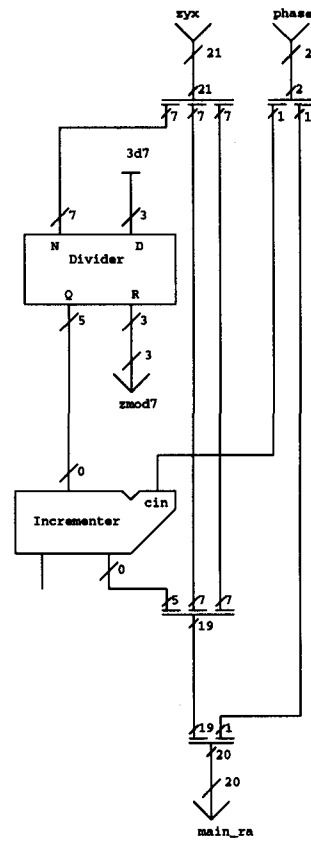 zyx phase
21 2
21 2
7 7 7 1 1
3d7
7 3
N D
Divider
Q R
5 3
3
zmod7
0
cin
Incrementer
0
5 7 7
19
19 1
20
20
main_ra